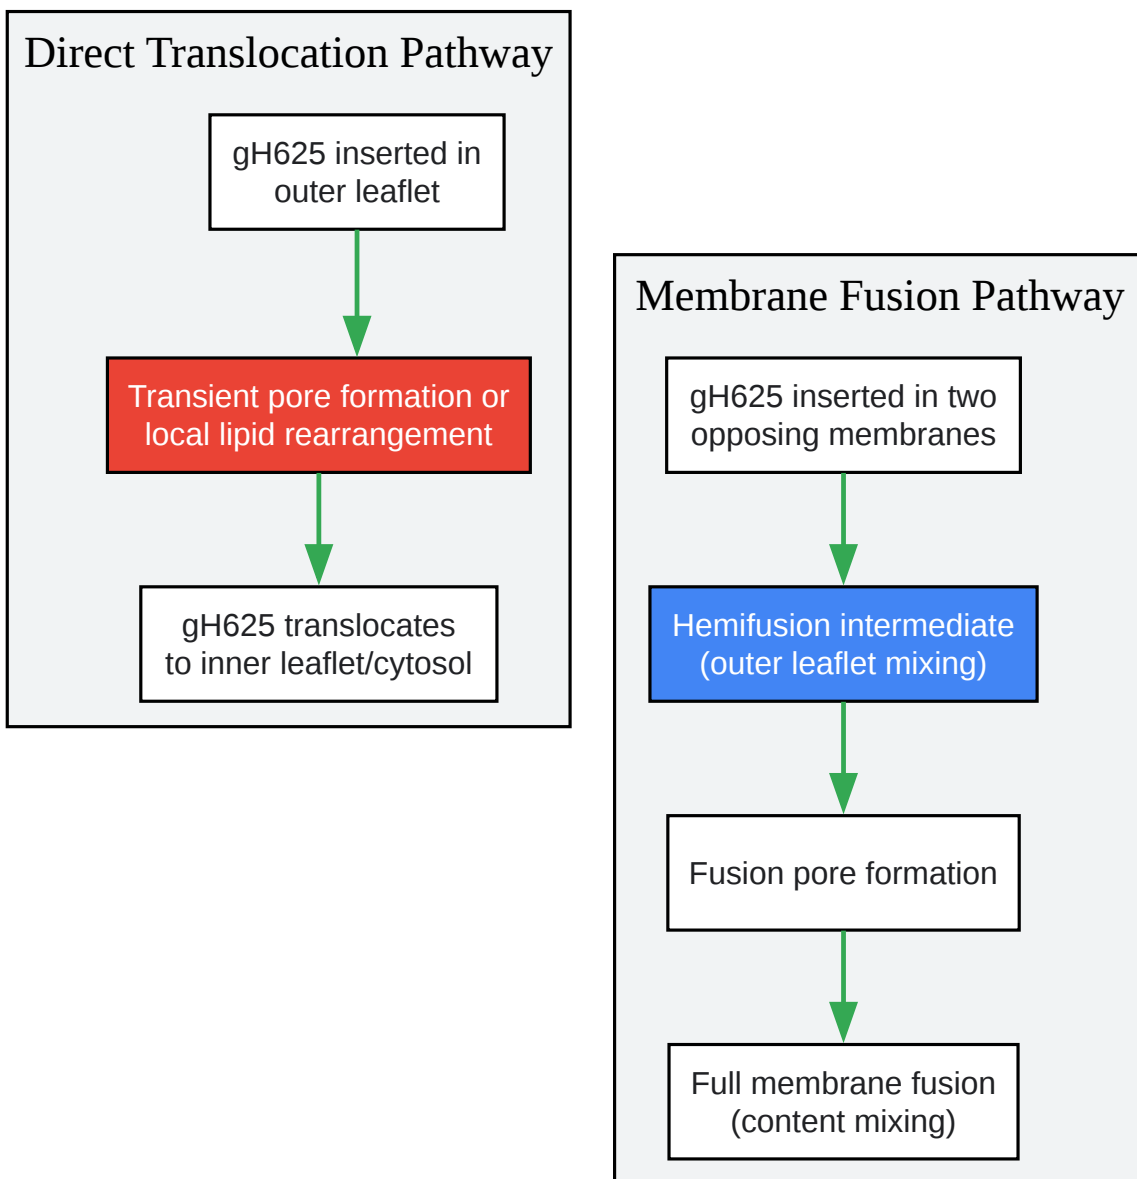 Direct Translocation Pathway
gH625 inserted in
outer leaflet
Transient pore formation or
local lipid rearrangement
gH625 translocates
to inner leaflet/cytosol
Membrane Fusion Pathway
gH625 inserted in two
opposing membranes
Hemifusion intermediate
(outer leaflet mixing)
Fusion pore formation
Full membrane fusion
(content mixing)